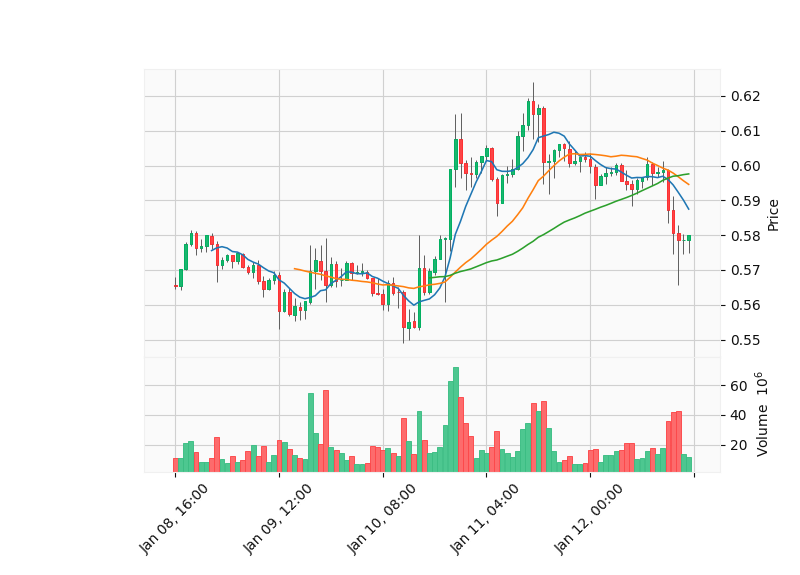 0.62
0.61
0.60
0.59
0.58
0.57
0.56
0.55
Price
60
40
20
Volume 10^6
Jan 08, 16:00
Jan 09, 12:00
Jan 10, 08:00
Jan 11, 04:00
Jan 12, 00:00